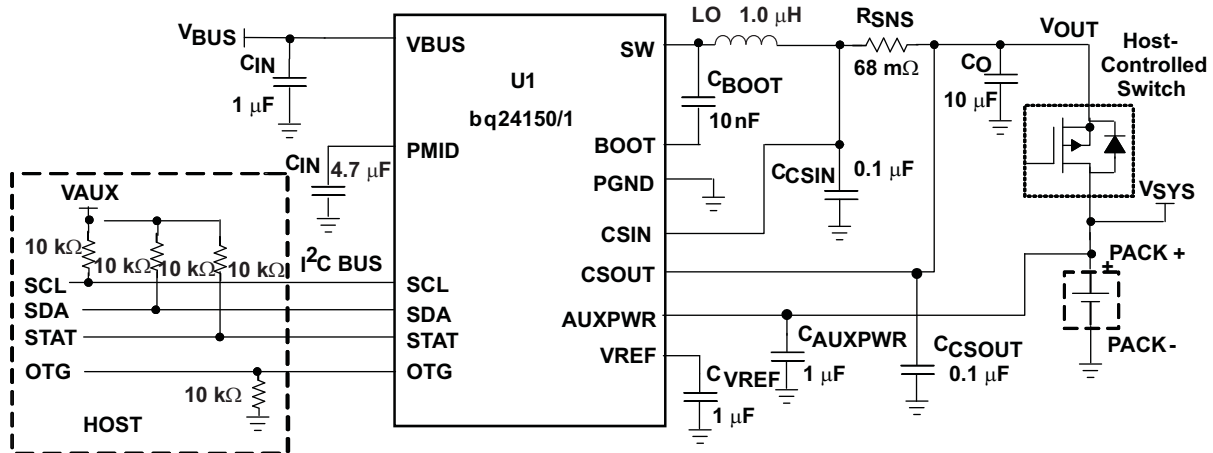 VBUS
CIN
1 μF
VBUS
U1
bq24150/1
SW
LO 1.0 μH
RSNS
68 mΩ
VOUT
CO
10 μF
Host-
Controlled
Switch
CBOOT
10nF
BOOT
PMID
CIN
4.7 μF
PGND
CCSIN
0.1 μF
VSYS
VAUX
10 kΩ
10 kΩ
10 kΩ
10 kΩ
I2C BUS
CSIN
CSOUT
+
PACK +
SCL
SCL
SDA
SDA
AUXPWR
STAT
STAT
VREF
CAUXPWR
1 μF
CCSOUT
0.1 μF
PACK-
OTG
OTG
CVREF
1 μF
10 kΩ
HOST